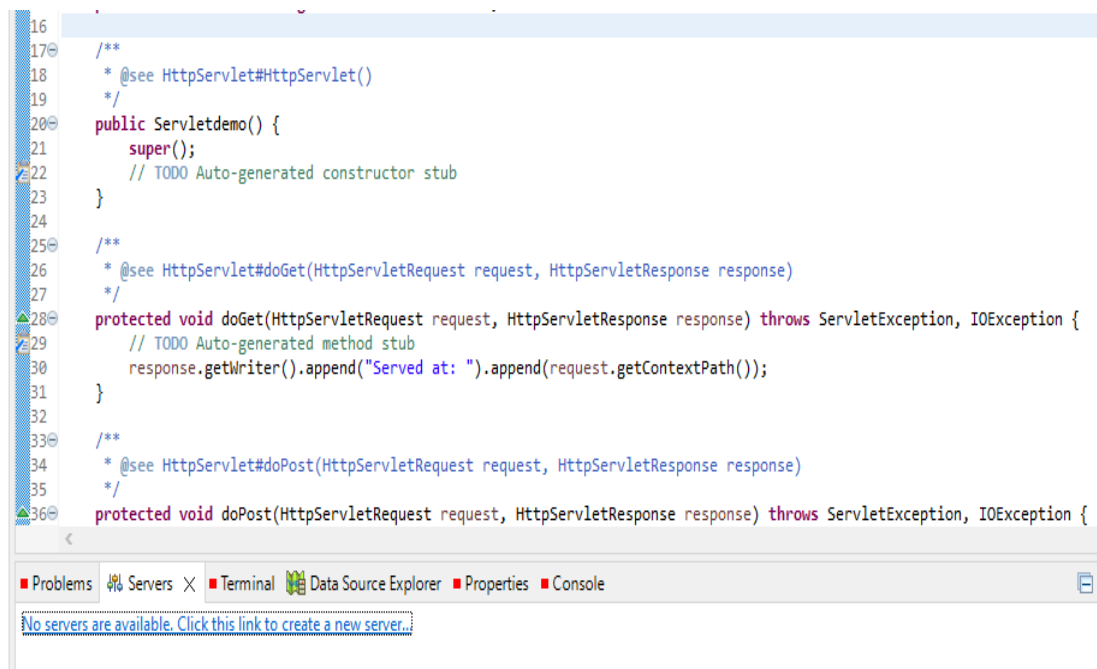 16
17 /**
18 * @see HttpServlet#HttpServlet()
19 */
20 public Servletdemo() {
21 super();
22 // TODO Auto-generated constructor stub
23 }
24
25 /**
26 * @see HttpServlet#doGet(HttpServletRequest request, HttpServletResponse response)
27 */
28 protected void doGet(HttpServletRequest request, HttpServletResponse response) throws ServletException, IOException {
29 // TODO Auto-generated method stub
30 response.getWriter().append("Served at: ").append(request.getContextPath());
31 }
32
33 /**
34 * @see HttpServlet#doPost(HttpServletRequest request, HttpServletResponse response)
35 */
36 protected void doPost(HttpServletRequest request, HttpServletResponse response) throws ServletException, IOException {
Problems Servers Terminal Data Source Explorer Properties Console
No servers are available. Click this link to create a new server...